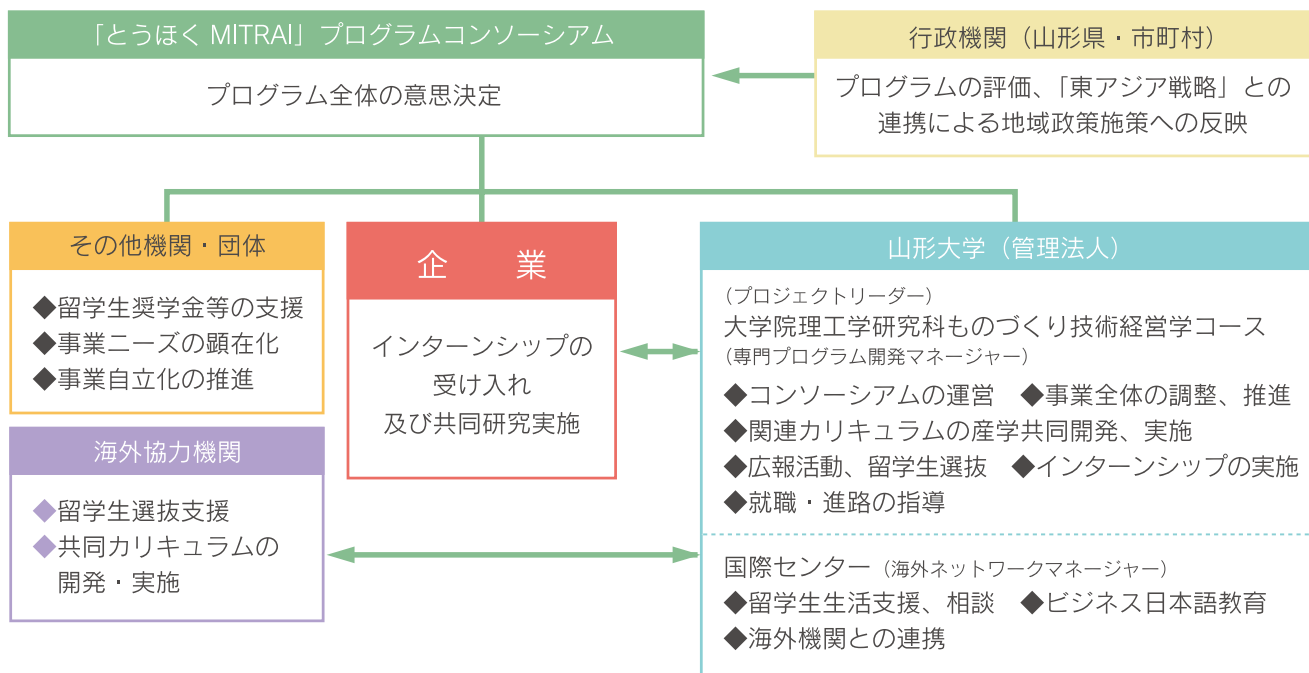 「とうほく MITRAI」プログラムコンソーシアム
プログラム全体の意思決定
行政機関（山形県・市町村）
プログラムの評価、「東アジア戦略」との
連携による地域政策施策への反映
その他機関・団体
◆留学生奨学金等の支援
◆事業ニーズの顕在化
◆事業自立化の推進
海外協力機関
◆留学生選抜支援
◆共同カリキュラムの
開発・実施
企　業
インターンシップの
受け入れ
及び共同研究実施
山形大学（管理法人）
(プロジェクトリーダー)
大学院理工学研究科ものづくり技術経営学コース
(専門プログラム開発マネージャー)
◆コンソーシアムの運営　◆事業全体の調整、推進
◆関連カリキュラムの産学共同開発、実施
◆広報活動、留学生選抜　◆インターンシップの実施
◆就職・進路の指導
国際センター (海外ネットワークマネージャー)
◆留学生生活支援、相談　◆ビジネス日本語教育
◆海外機関との連携